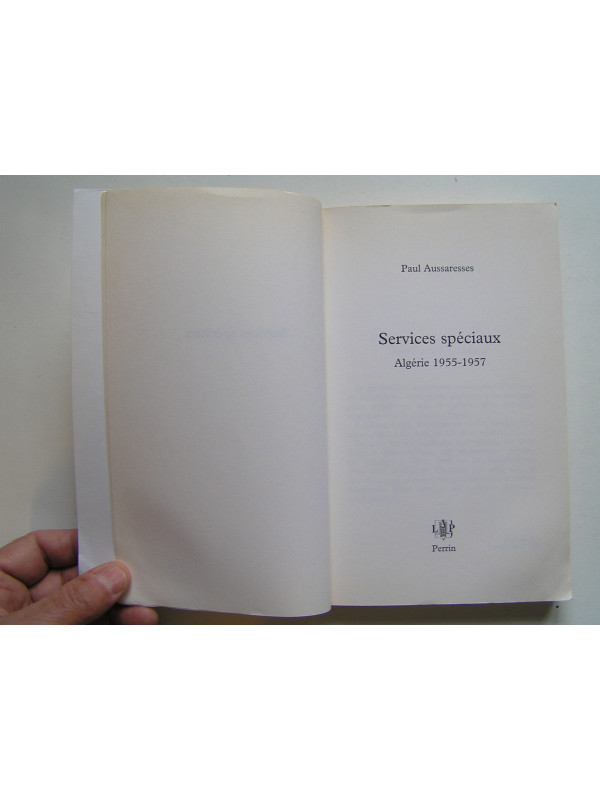 Paul Aussaresses
Services spéciaux
Algérie 1955-1957
L P
Perrin